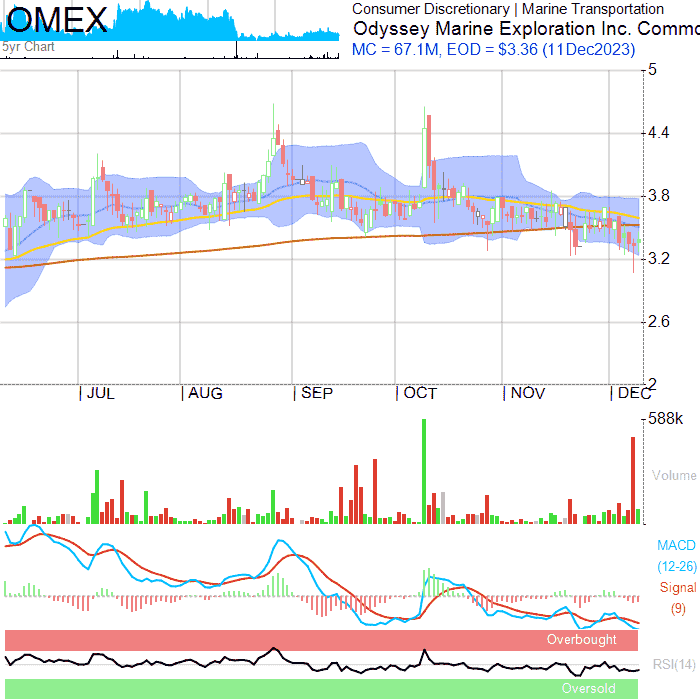 OMEX
5yr Chart
Consumer Discretionary | Marine Transportation
Odyssey Marine Exploration Inc. Commo
MC = 67.1M, EOD = $3.36 (11Dec2023)
5
4.4
3.8
3.2
2.6
2
JUL AUG SEP OCT NOV DEC
588k
Volume
MACD
(12-26)
Signal
(9)
Overbought
RSI(14)
Oversold